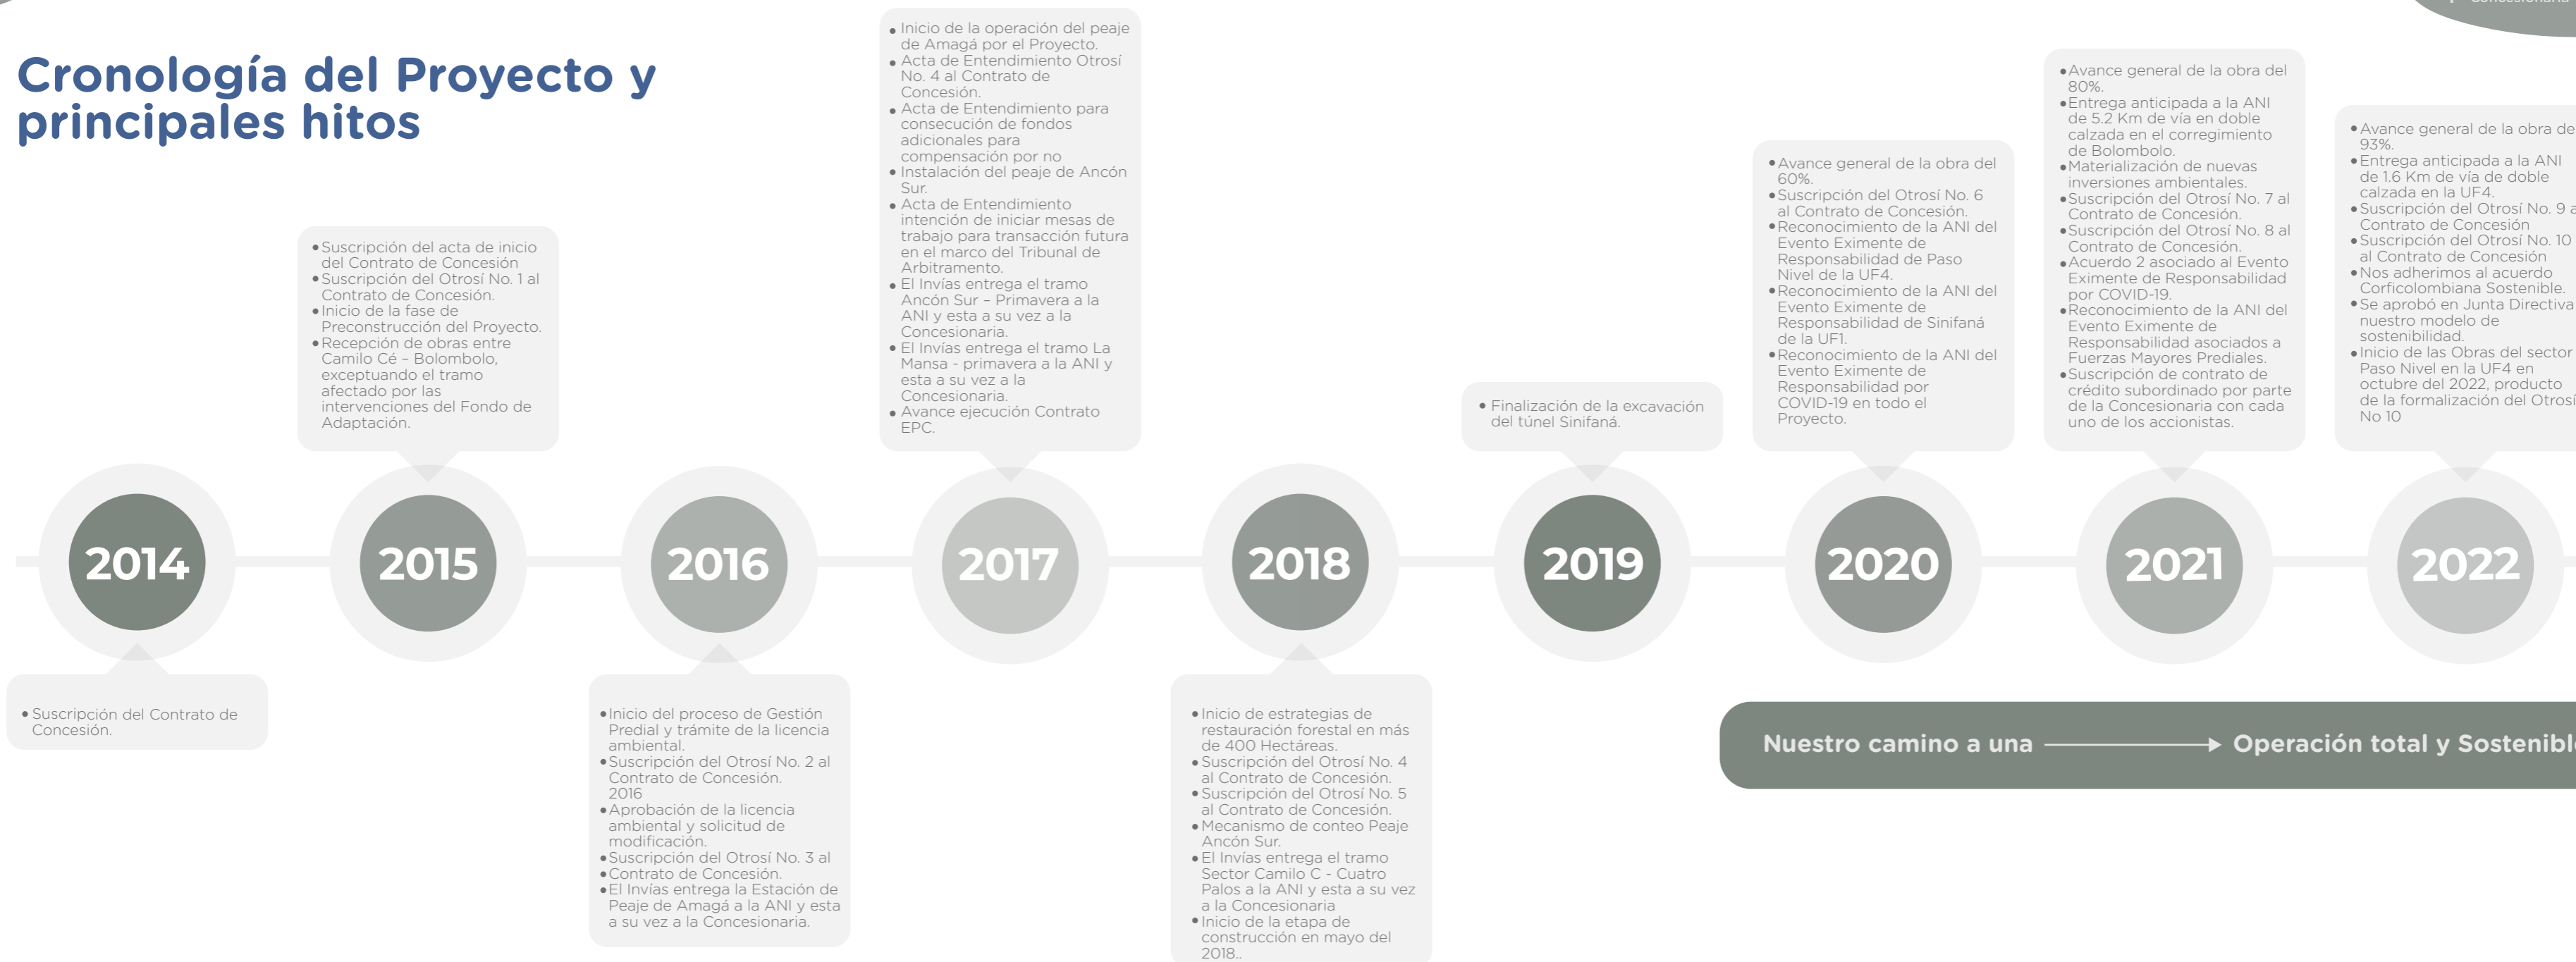 Concesionaria
Cronología del Proyecto y
principales hitos
• Suscripción del Contrato de
Concesión.
2014
• Suscripción del acta de inicio
del Contrato de Concesión
• Suscripción del Otrosí No. 1 al
Contrato de Concesión.
• Inicio de la fase de
Preconstrucción del Proyecto.
• Recepción de obras entre
Camilo Cé – Bolombolo,
exceptuando el tramo
afectado por las
intervenciones del Fondo de
Adaptación.
2015
2016
• Inicio del proceso de Gestión
Predial y trámite de la licencia
ambiental.
• Suscripción del Otrosí No. 2 al
Contrato de Concesión.
2016
• Aprobación de la licencia
ambiental y solicitud de
modificación.
• Suscripción del Otrosí No. 3 al
• Contrato de Concesión.
• El Invías entrega la Estación de
Peaje de Amagá a la ANI y esta
a su vez a la Concesionaria.
• Inicio de la operación del peaje
de Amagá por el Proyecto.
• Acta de Entendimiento Otrosí
No. 4 al Contrato de
Concesión.
• Acta de Entendimiento para
consecución de fondos
adicionales para
compensación por no
• Instalación del peaje de Ancón
Sur.
• Acta de Entendimiento
intención de iniciar mesas de
trabajo para transacción futura
en el marco del Tribunal de
Arbitramento.
• El Invías entrega el tramo
Ancón Sur – Primavera a la
ANI y esta a su vez a la
Concesionaria.
• El Invías entrega el tramo La
Mansa - primavera a la ANI y
esta a su vez a la
Concesionaria.
• Avance ejecución Contrato
EPC.
2017
2018
• Inicio de estrategias de
restauración forestal en más
de 400 Hectáreas.
• Suscripción del Otrosí No. 4
al Contrato de Concesión.
• Suscripción del Otrosí No. 5
al Contrato de Concesión.
• Mecanismo de conteo Peaje
Ancón Sur.
• El Invías entrega el tramo
Sector Camilo C - Cuatro
Palos a la ANI y esta a su vez
a la Concesionaria
• Inicio de la etapa de
construcción en mayo del
2018..
• Finalización de la excavación
del túnel Sinifaná.
2019
• Avance general de la obra del
60%.
• Suscripción del Otrosí No. 6
al Contrato de Concesión.
• Reconocimiento de la ANI del
Evento Eximente de
Responsabilidad de Paso
Nivel de la UF4.
• Reconocimiento de la ANI del
Evento Eximente de
Responsabilidad de Sinifaná
de la UF1.
• Reconocimiento de la ANI del
Evento Eximente de
Responsabilidad por
COVID-19 en todo el
Proyecto.
2020
• Avance general de la obra del
80%.
• Entrega anticipada a la ANI
de 5.2 Km de vía en doble
calzada en el corregimiento
de Bolombolo.
• Materialización de nuevas
inversiones ambientales.
• Suscripción del Otrosí No. 7 al
Contrato de Concesión.
• Suscripción del Otrosí No. 8 al
Contrato de Concesión.
• Acuerdo 2 asociado al Evento
Eximente de Responsabilidad
por COVID-19.
• Reconocimiento de la ANI del
Evento Eximente de
Responsabilidad asociados a
Fuerzas Mayores Prediales.
• Suscripción de contrato de
crédito subordinado por parte
de la Concesionaria con cada
uno de los accionistas.
2021
• Avance general de la obra de
93%.
• Entrega anticipada a la ANI
de 1.6 Km de vía de doble
calzada en la UF4.
• Suscripción del Otrosí No. 9 a
Contrato de Concesión
• Suscripción del Otrosí No. 10
al Contrato de Concesión
• Nos adherimos al acuerdo
Corficolombiana Sostenible.
• Se aprobó en Junta Directiva
nuestro modelo de
sostenibilidad.
• Inicio de las Obras del sector
Paso Nivel en la UF4 en
octubre del 2022, producto
de la formalización del Otrosí
No 10
2022
Nuestro camino a una Operación total y Sostenible